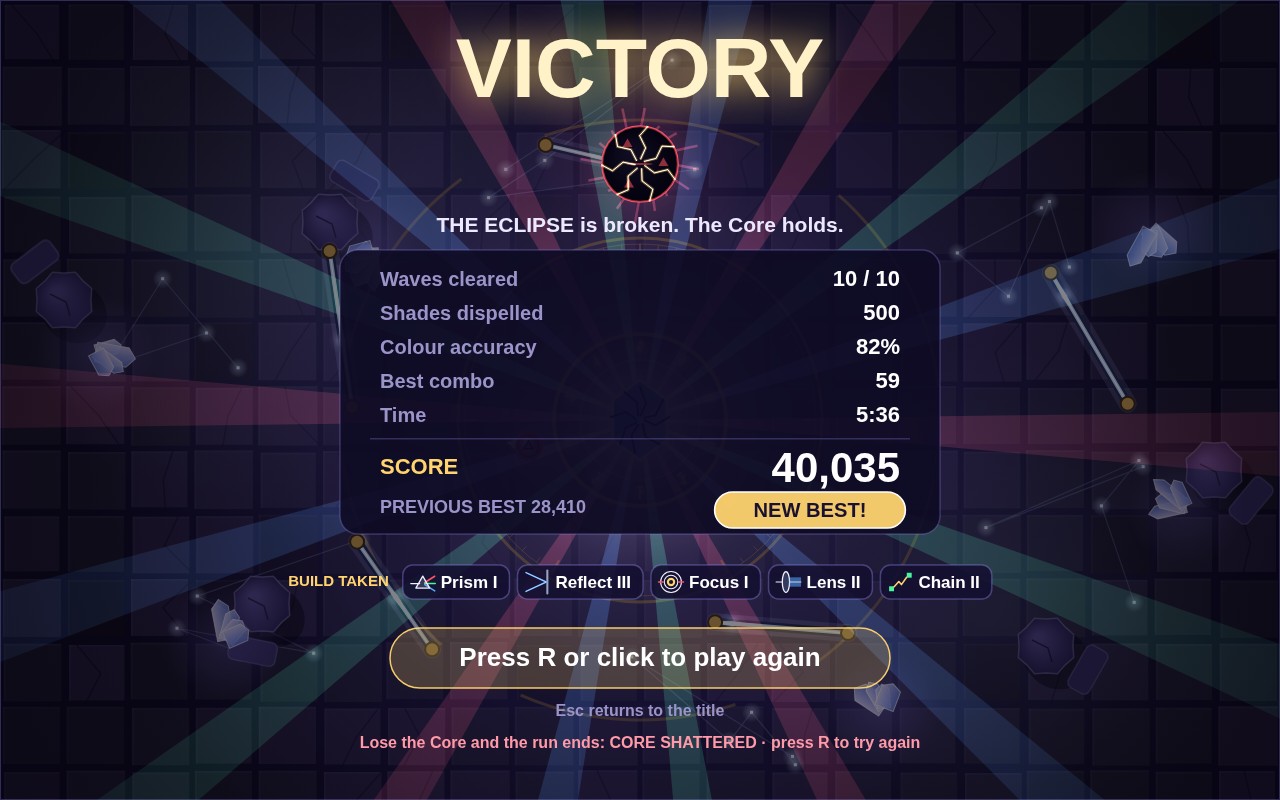 VICTORY
THE ECLIPSE is broken. The Core holds.
Waves cleared 10 / 10
Shades dispelled 500
Colour accuracy 82%
Best combo 59
Time 5:36
SCORE 40,035
PREVIOUS BEST 28,410 NEW BEST!
BUILD TAKEN Prism I Reflect III Focus I Lens II Chain II
Press R or click to play again
Esc returns to the title
Lose the Core and the run ends: CORE SHATTERED · press R to try again